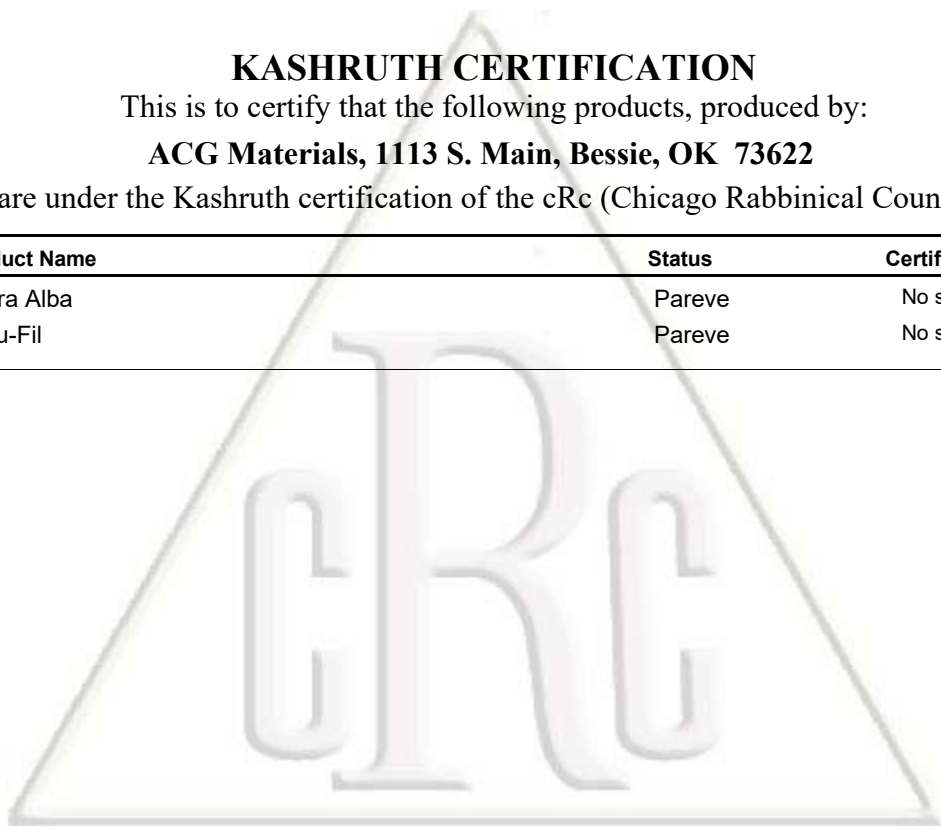 KASHRUTH CERTIFICATION
This is to certify that the following products, produced by:
ACG Materials, 1113 S. Main, Bessie, OK 73622
are under the Kashruth certification of the cRc (Chicago Rabbinical Coun
uct Name Status Certif
ra Alba Pareve No s
u-Fil Pareve No s
cRc